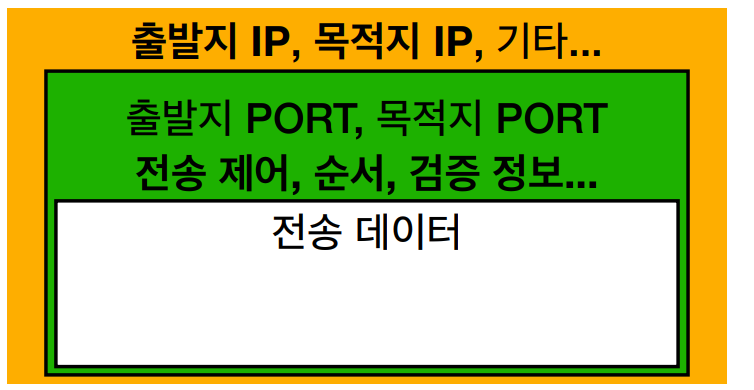 출발지 IP, 목적지 IP, 기타...
출발지 PORT, 목적지 PORT
전송 제어, 순서, 검증 정보...
전송 데이터